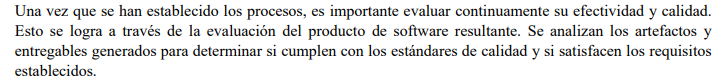 Una vez que se han establecido los procesos, es importante evaluar continuamente su efectividad y calidad.
Esto se logra a través de la evaluación del producto de software resultante. Se analizan los artefactos y
entregables generados para determinar si cumplen con los estándares de calidad y si satisfacen los requisitos
establecidos.